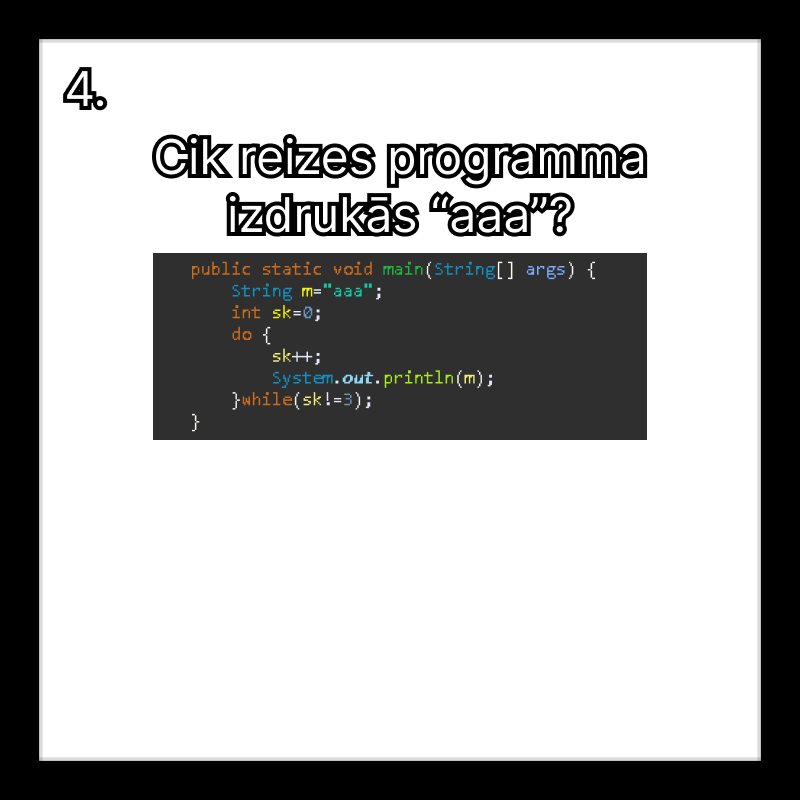 4.
Cik reizes programma
izdrukās “aaa”?
public static void main(String[] args) {
String m="aaa";
int sk=0;
do {
sk++;
System.out.println(m);
}while(sk!=3);
}